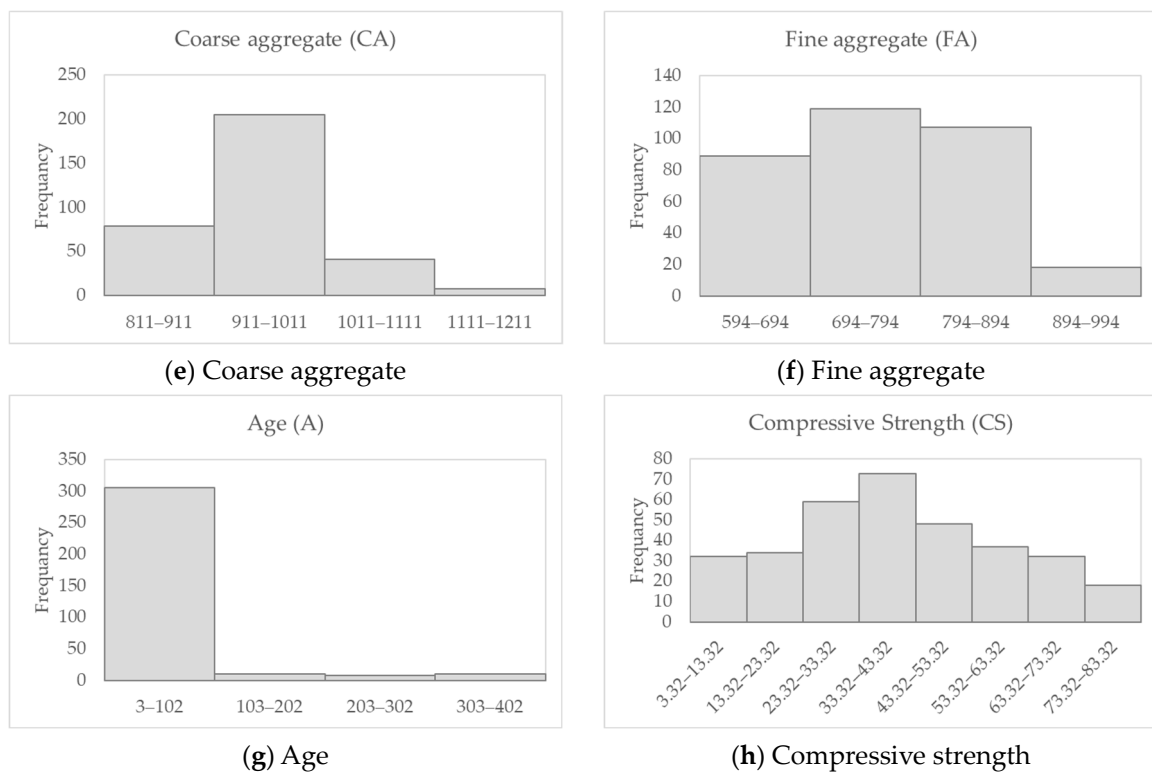 Coarse aggregate (CA)
Frequancy
250
200
150
100
50
0
811–911 911–1011 1011–1111 1111–1211
(e) Coarse aggregate
Fine aggregate (FA)
Frequancy
140
120
100
80
60
40
20
0
594–694 694–794 794–894 894–994
(f) Fine aggregate
Age (A)
Frequancy
350
300
250
200
150
100
50
0
3–102 103–202 203–302 303–402
(g) Age
Compressive Strength (CS)
Frequancy
80
70
60
50
40
30
20
10
0
3.32–13.32
13.32–23.32
23.32–33.32
33.32–43.32
43.32–53.32
53.32–63.32
63.32–73.32
73.32–83.32
(h) Compressive strength